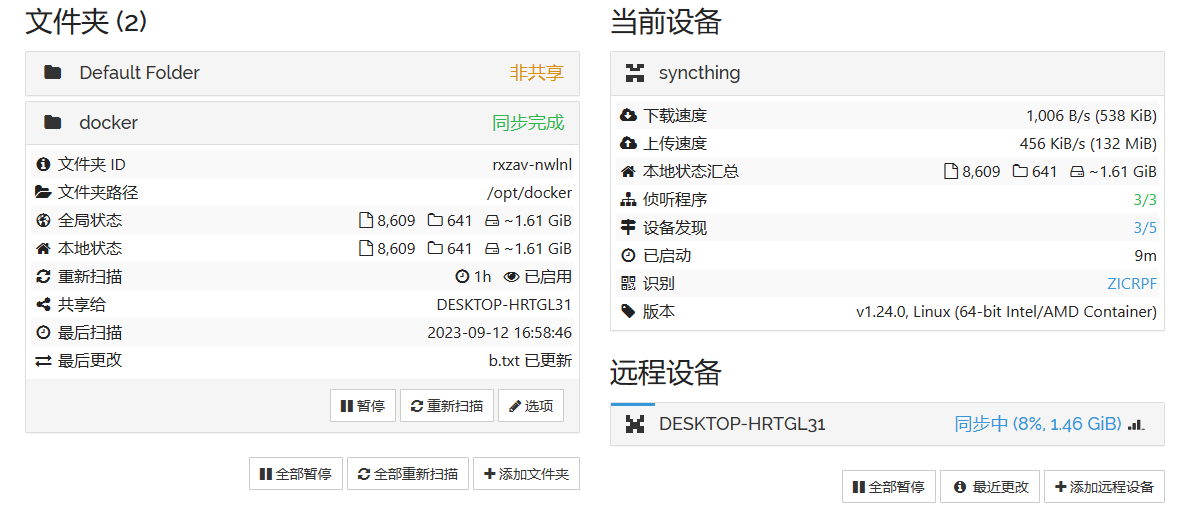 文件夹 (2)
Default Folder 非共享
docker 同步完成
文件夹 ID rxzav-nwlnl
文件夹路径 /opt/docker
全局状态 8,609 641 ~1.61 GiB
本地状态 8,609 641 ~1.61 GiB
重新扫描 1h 已启用
共享给 DESKTOP-HRTGL31
最后扫描 2023-09-12 16:58:46
最后更改 b.txt 已更新
暂停 重新扫描 选项
全部暂停 全部重新扫描 添加文件夹
当前设备
syncthing
下载速度 1,006 B/s (538 KiB)
上传速度 456 KiB/s (132 MiB)
本地状态汇总 8,609 641 ~1.61 GiB
侦听程序 3/3
设备发现 3/5
已启动 9m
识别 ZICRPF
版本 v1.24.0, Linux (64-bit Intel/AMD Container)
远程设备
DESKTOP-HRTGL31 同步中 (8%, 1.46 GiB)
全部暂停 最近更改 添加远程设备